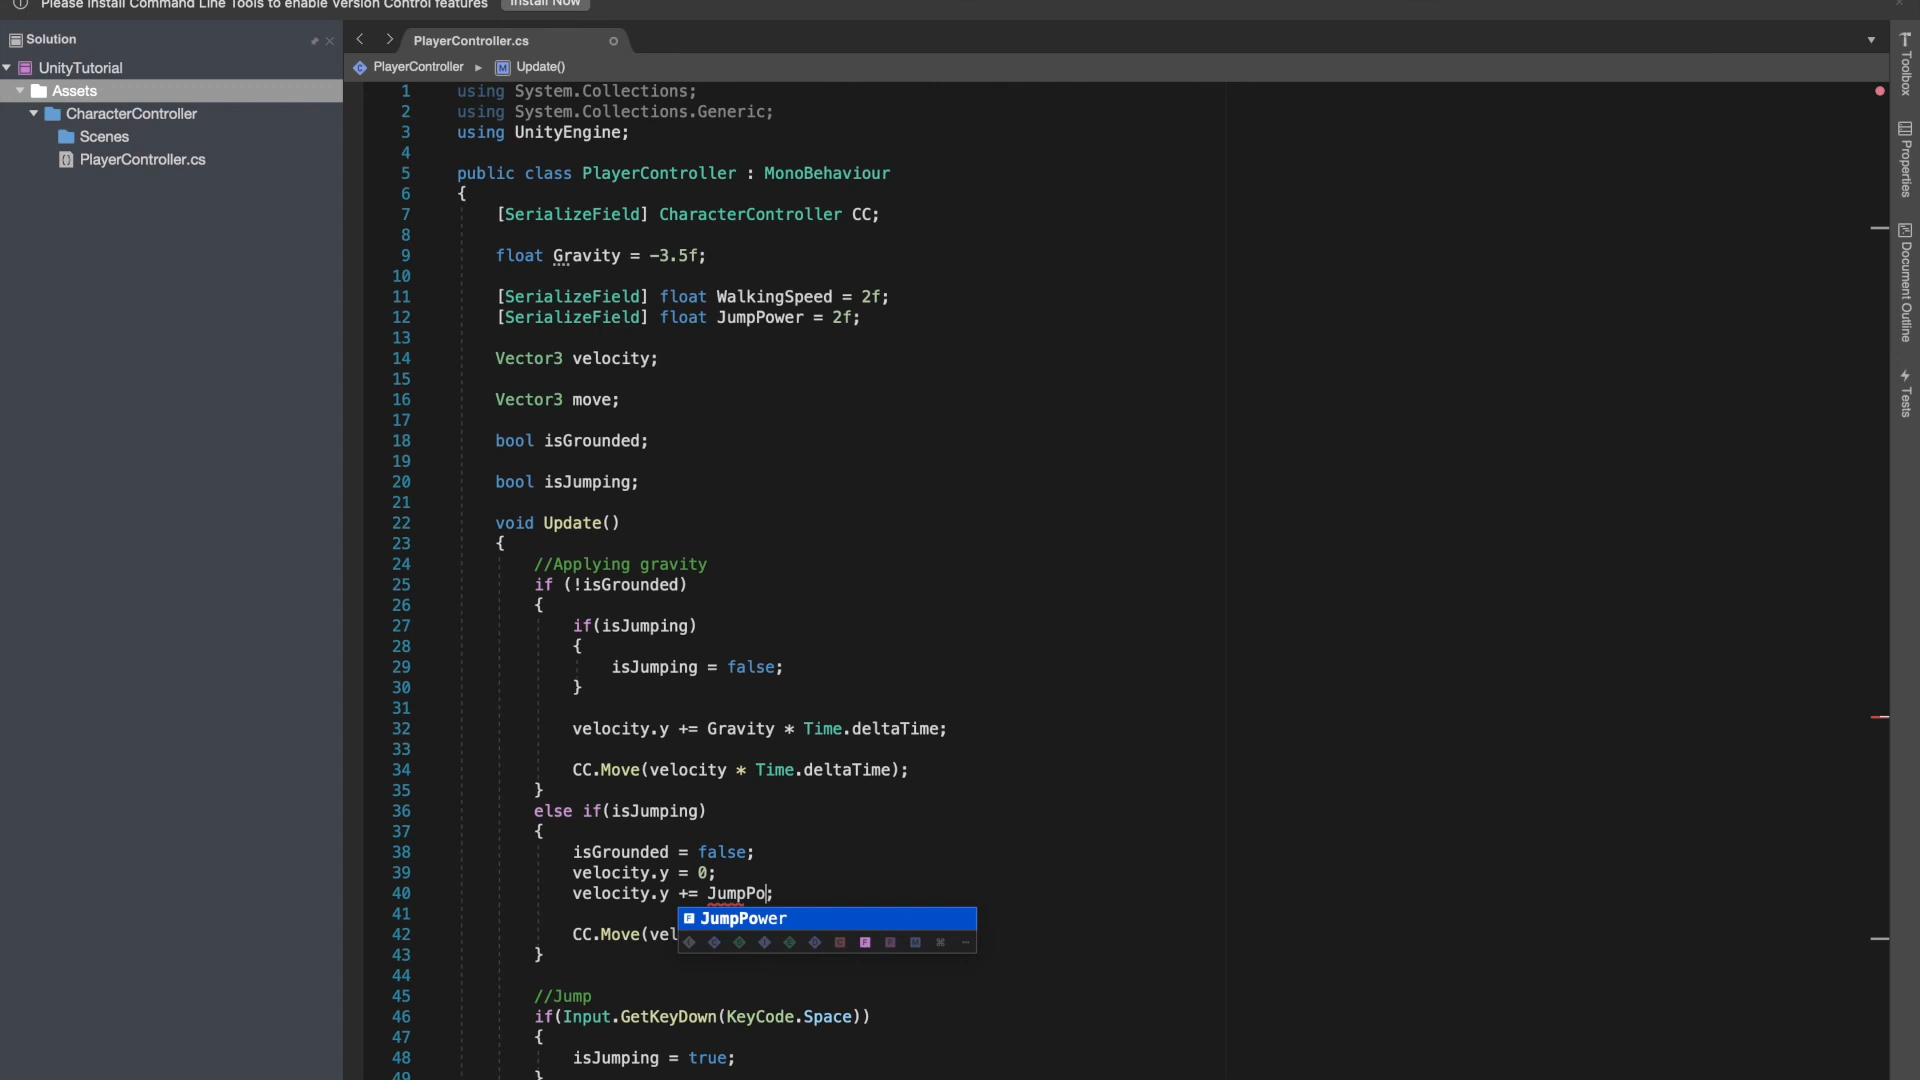 Please install Command Line Tools to enable Version Control features Install Now
Solution
PlayerController.cs
UnityTutorial
PlayerController ▸ Update()
Assets
CharacterController
Scenes
PlayerController.cs
1 using System.Collections;
2 using System.Collections.Generic;
3 using UnityEngine;
4
5 public class PlayerController : MonoBehaviour
6 {
7 [SerializeField] CharacterController CC;
8
9 float Gravity = -3.5f;
10
11 [SerializeField] float WalkingSpeed = 2f;
12 [SerializeField] float JumpPower = 2f;
13
14 Vector3 velocity;
15
16 Vector3 move;
17
18 bool isGrounded;
19
20 bool isJumping;
21
22 void Update()
23 {
24 //Applying gravity
25 if (!isGrounded)
26 {
27 if(isJumping)
28 {
29 isJumping = false;
30 }
31
32 velocity.y += Gravity * Time.deltaTime;
33
34 CC.Move(velocity * Time.deltaTime);
35 }
36 else if(isJumping)
37 {
38 isGrounded = false;
39 velocity.y = 0;
40 velocity.y += JumpPo;
41
JumpPower
42 CC.Move(vel
43 }
44
45 //Jump
46 if(Input.GetKeyDown(KeyCode.Space))
47 {
48 isJumping = true;
49 }
Toolbox
Properties
Document Outline
Tests